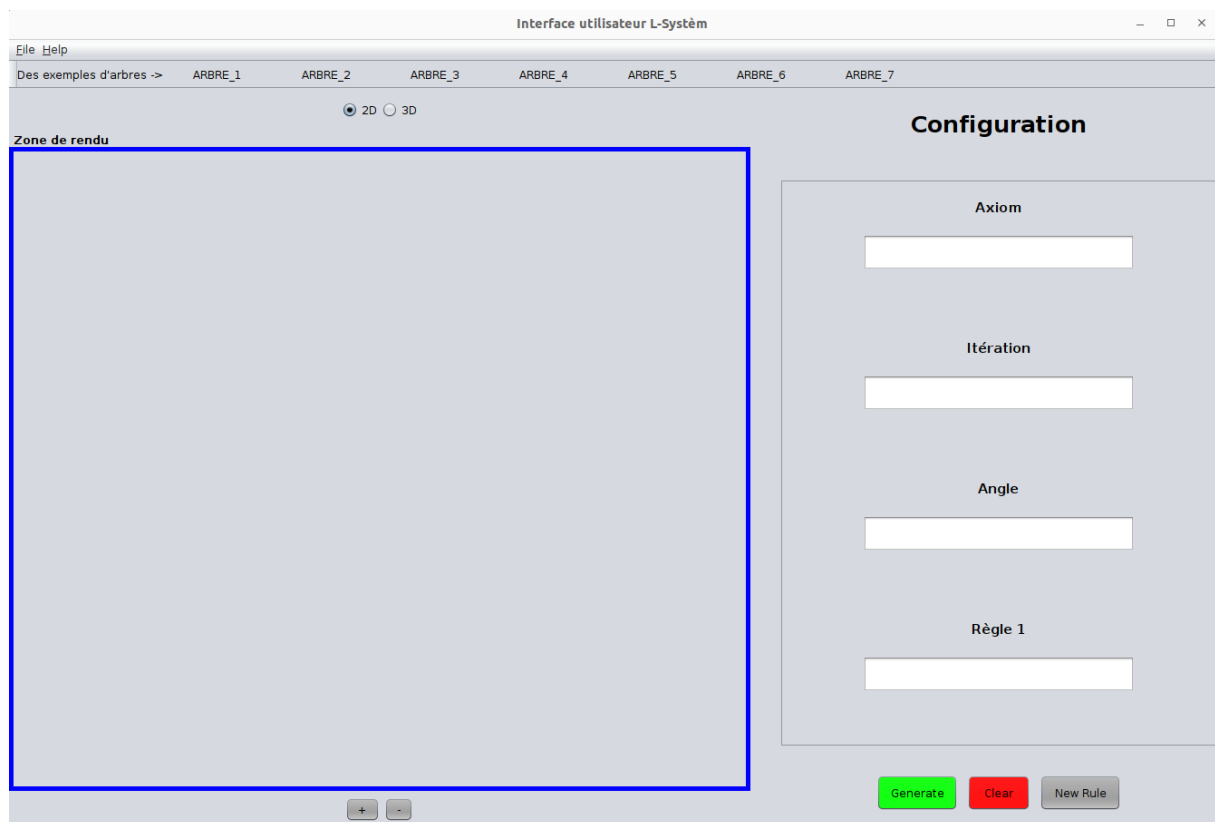 Interface utilisateur L-Systèm
File Help
Des exemples d'arbres -> ARBRE_1 ARBRE_2 ARBRE_3 ARBRE_4 ARBRE_5 ARBRE_6 ARBRE_7
2D 3D
Configuration
Zone de rendu
Axiom
Itération
Angle
Règle 1
Generate Clear New Rule
+ -